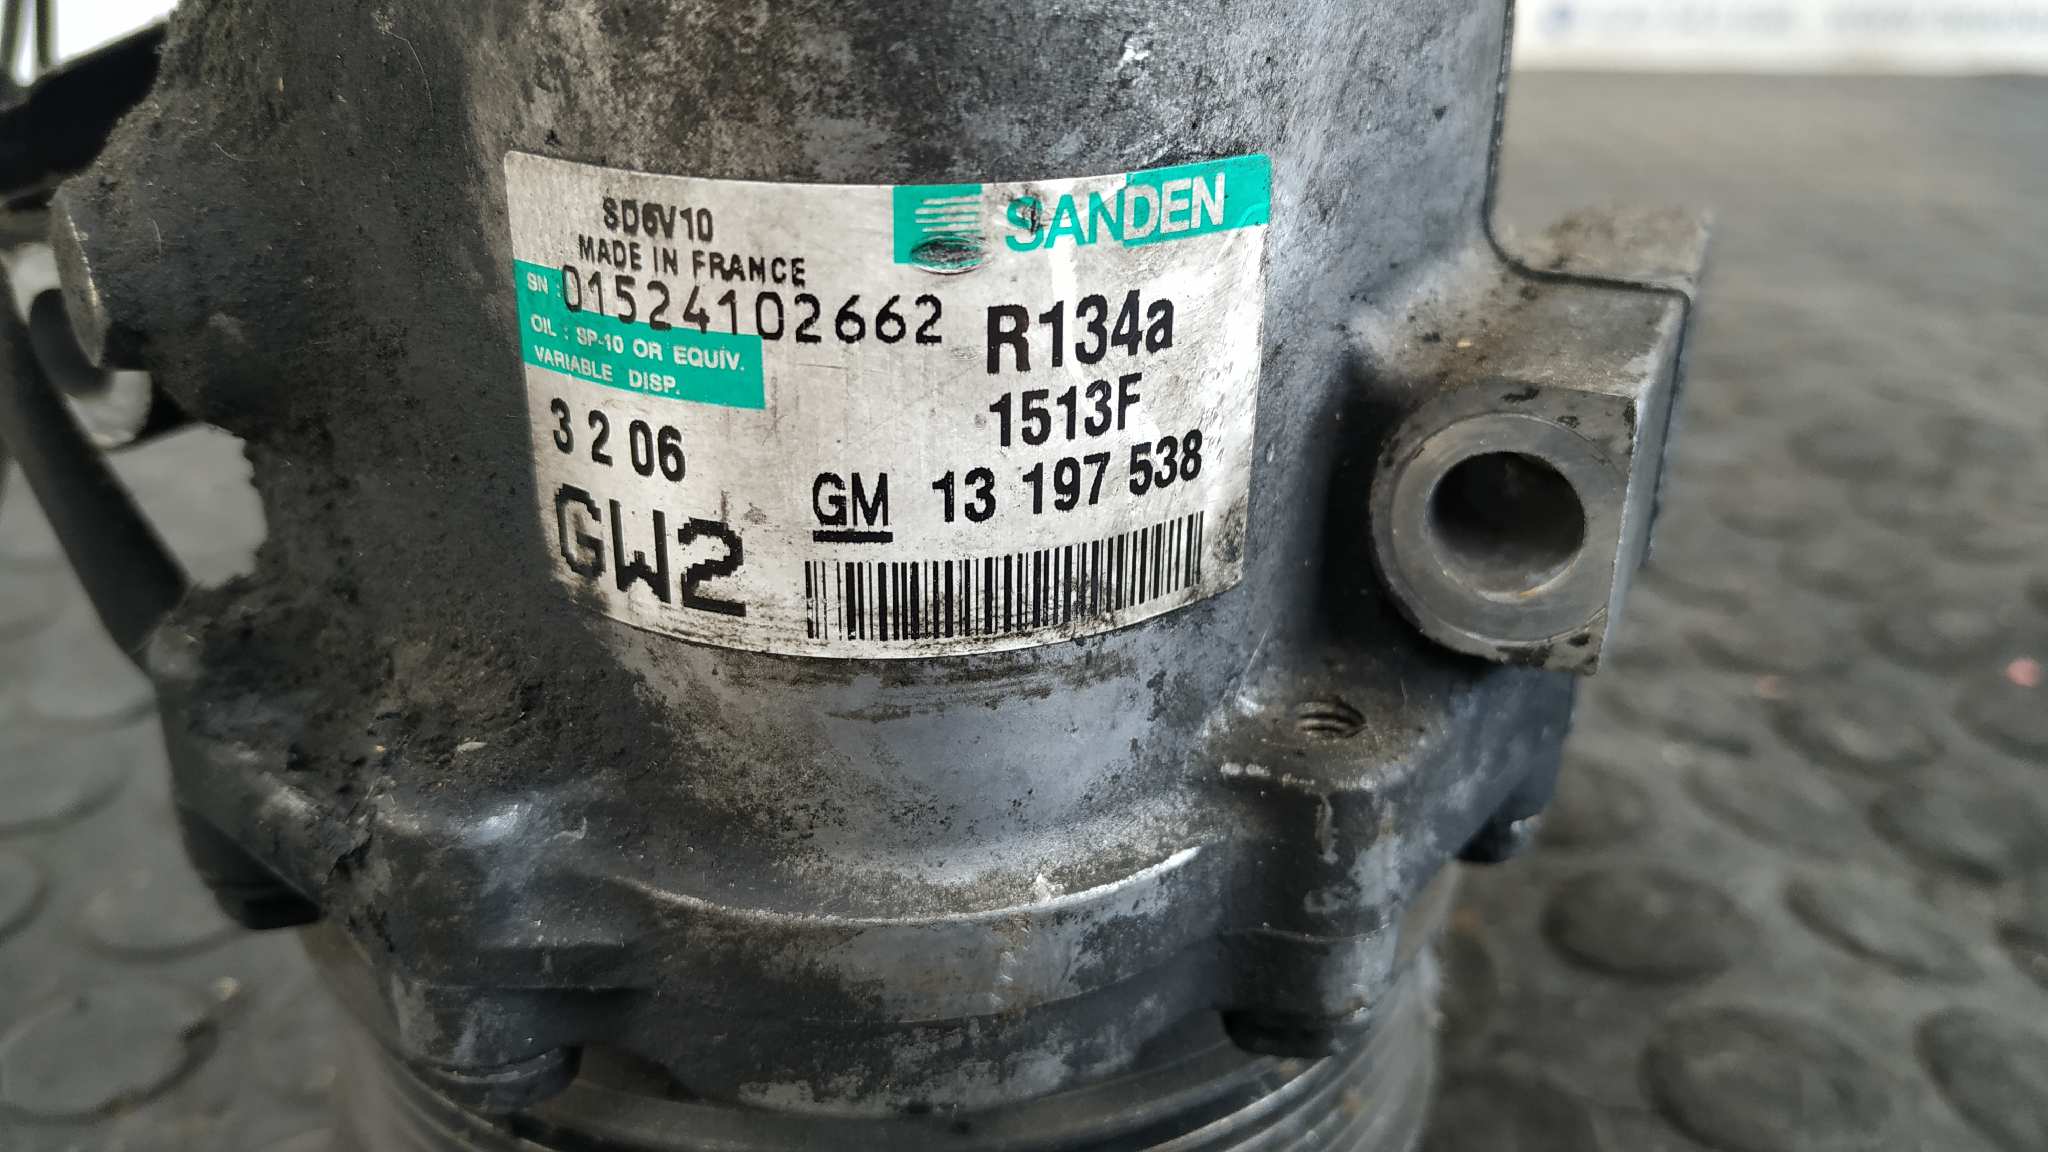 SD6V10
SANDEN
MADE IN FRANCE
SN : 01524102662
R134a
OIL : SP-10 OR EQUIV.
VARIABLE DISP.
1513F
3 2 06
GM 13 197 538
GW2